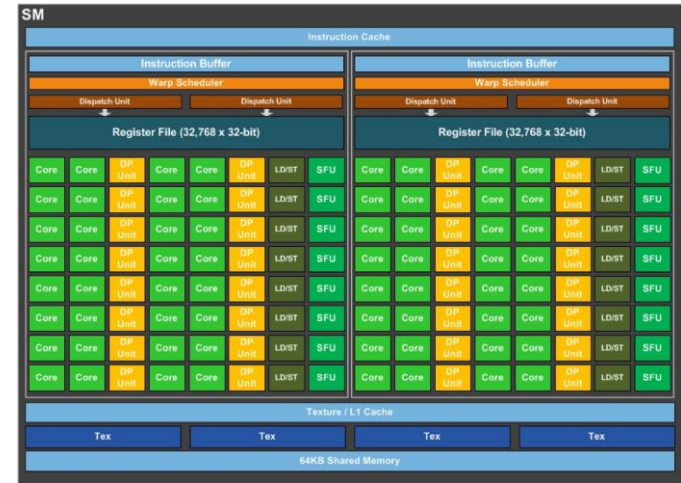 SM
Instruction Cache
Instruction Buffer Instruction Buffer
Warp Scheduler Warp Scheduler
Dispatch Unit Dispatch Unit Dispatch Unit Dispatch Unit
Register File (32,768 x 32-bit) Register File (32,768 x 32-bit)
Core Core DP Unit Core Core DP Unit LD/ST SFU Core Core DP Unit Core Core DP Unit LD/ST SFU
Core Core DP Unit Core Core DP Unit LD/ST SFU Core Core DP Unit Core Core DP Unit LD/ST SFU
Core Core DP Unit Core Core DP Unit LD/ST SFU Core Core DP Unit Core Core DP Unit LD/ST SFU
Core Core DP Unit Core Core DP Unit LD/ST SFU Core Core DP Unit Core Core DP Unit LD/ST SFU
Core Core DP Unit Core Core DP Unit LD/ST SFU Core Core DP Unit Core Core DP Unit LD/ST SFU
Core Core DP Unit Core Core DP Unit LD/ST SFU Core Core DP Unit Core Core DP Unit LD/ST SFU
Core Core DP Unit Core Core DP Unit LD/ST SFU Core Core DP Unit Core Core DP Unit LD/ST SFU
Core Core DP Unit Core Core DP Unit LD/ST SFU Core Core DP Unit Core Core DP Unit LD/ST SFU
Texture / L1 Cache
Tex Tex Tex Tex
64KB Shared Memory